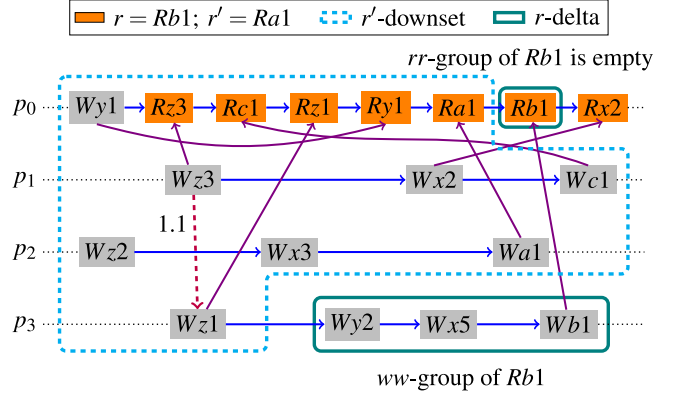 r = Rb1; r′ = Ra1 r′-downset r-delta
rr-group of Rb1 is empty
p0 Wy1 Rz3 Rc1 Rz1 Ry1 Ra1 Rb1 Rx2
p1 Wz3 Wx2 Wc1
1.1
p2 Wz2 Wx3 Wa1
p3 Wz1 Wy2 Wx5 Wb1
ww-group of Rb1